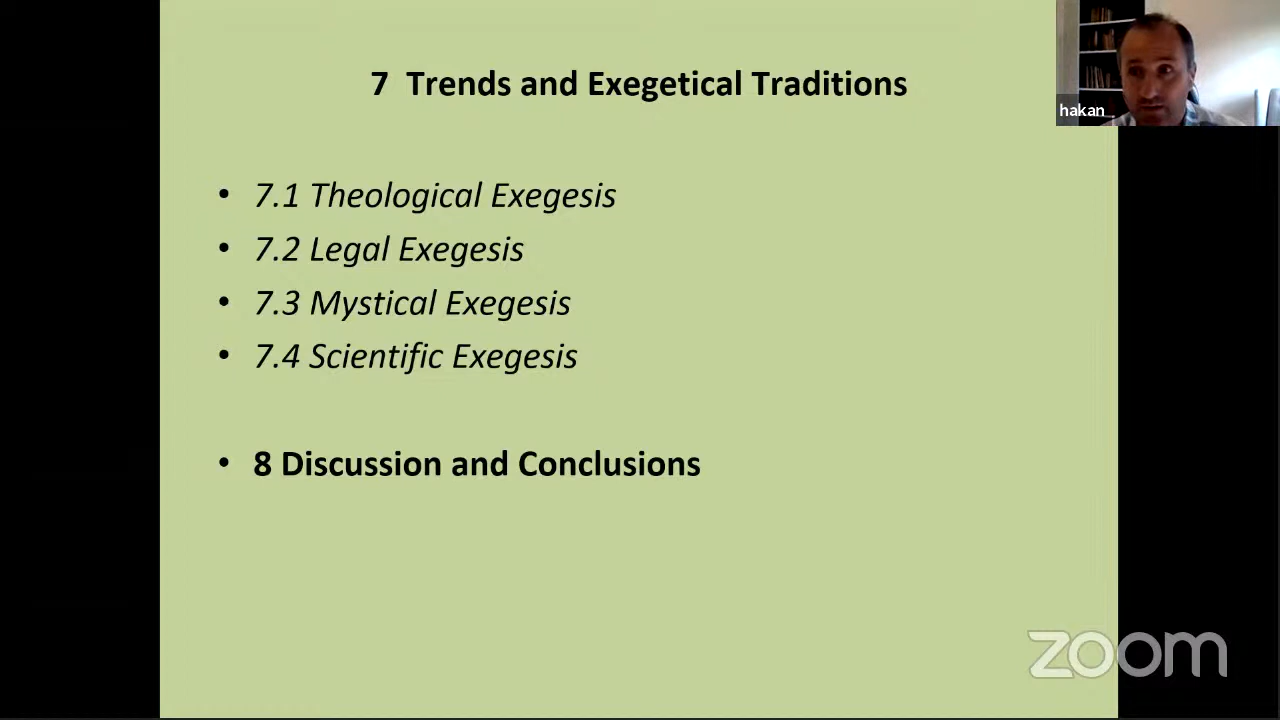 7 Trends and Exegetical Traditions
hakan
• 7.1 Theological Exegesis
• 7.2 Legal Exegesis
• 7.3 Mystical Exegesis
• 7.4 Scientific Exegesis
• 8 Discussion and Conclusions
zoom